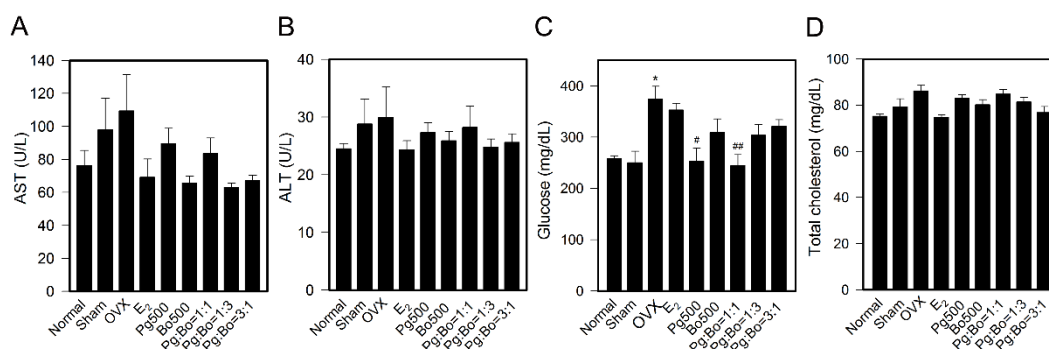 A
AST (U/L)
140
120
100
80
60
40
20
0
Normal
Sham
OVX
E2
Pg500
Bo500
Pg:Bo=1:1
Pg:Bo=1:3
Pg:Bo=3:1
B
ALT (U/L)
40
30
20
10
0
Normal
Sham
OVX
E2
Pg500
Bo500
Pg:Bo=1:1
Pg:Bo=1:3
Pg:Bo=3:1
C
Glucose (mg/dL)
400
300
200
0
*
#
##
Normal
Sham
OVX
E2
Pg500
Bo500
Pg:Bo=1:1
Pg:Bo=1:3
Pg:Bo=3:1
D
Total cholesterol (mg/dL)
100
80
60
40
20
0
Normal
Sham
OVX
E2
Pg500
Bo500
Pg:Bo=1:1
Pg:Bo=1:3
Pg:Bo=3:1